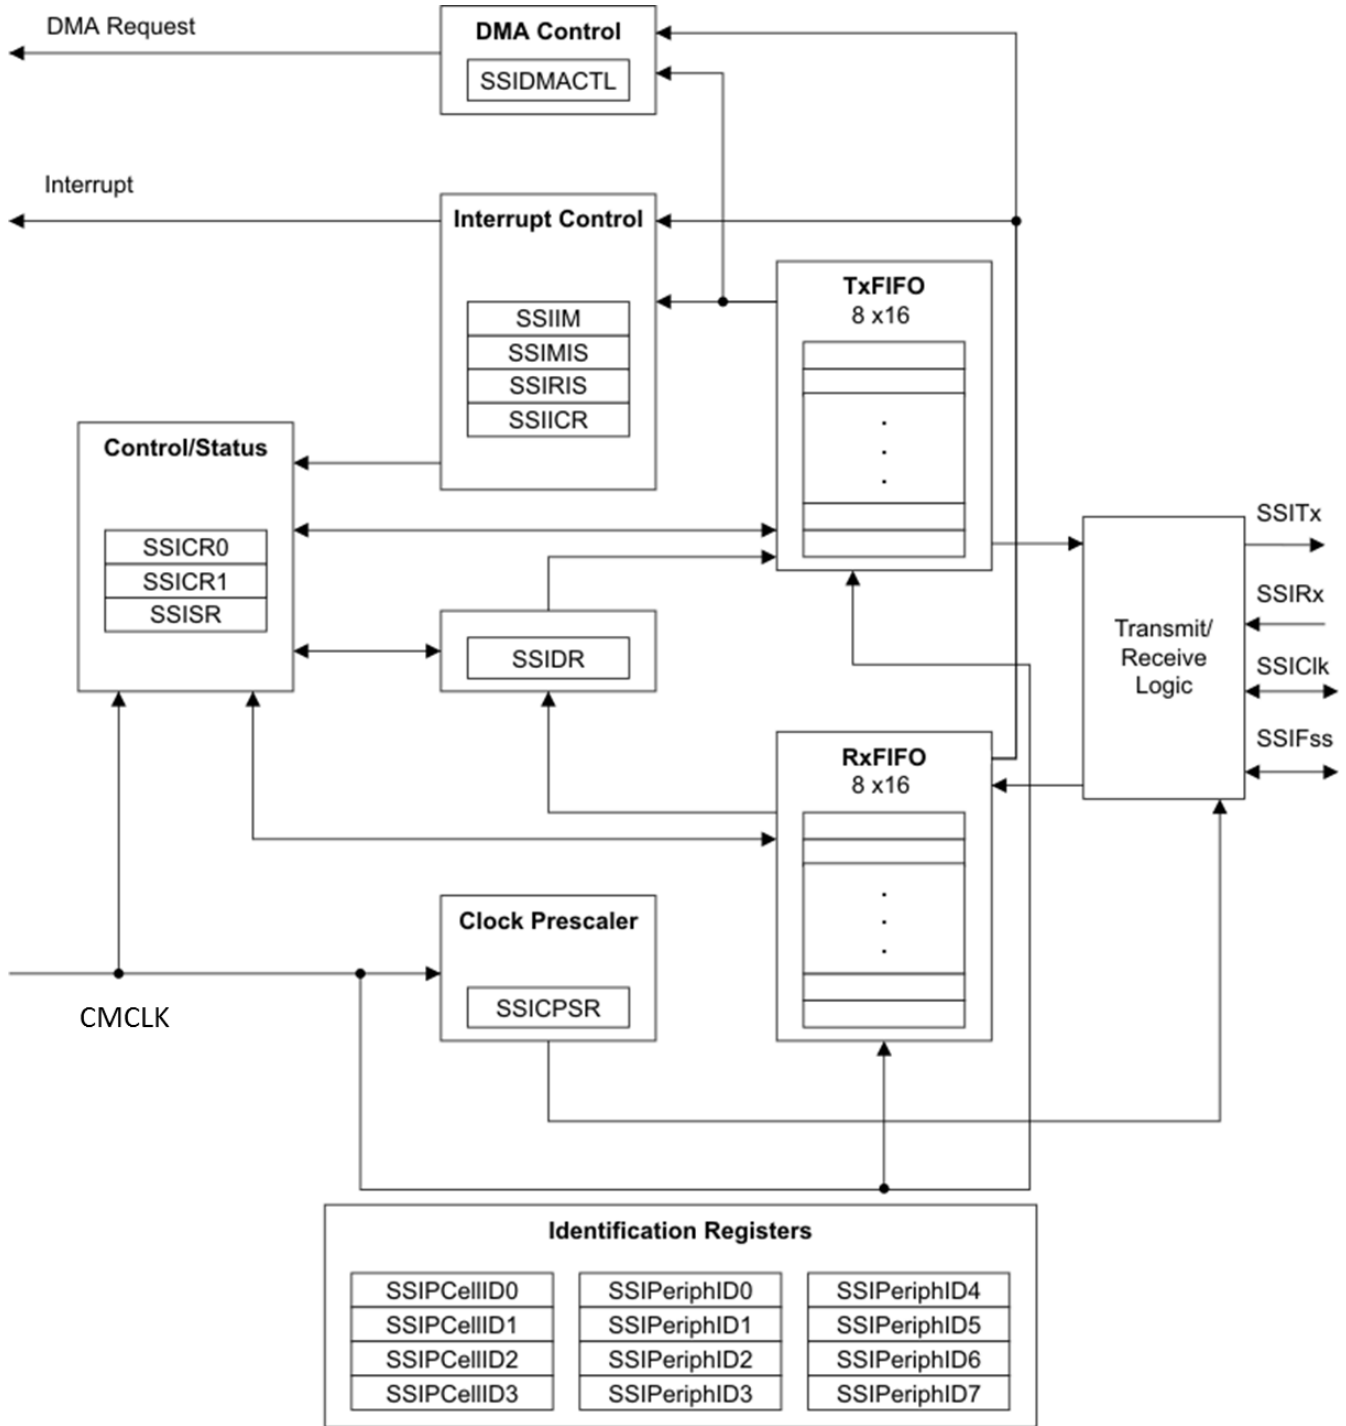 DMA Request
DMA Control
SSIDMACTL
Interrupt
Interrupt Control
SSIIM
SSIMIS
SSIRIS
SSIICR
TxFIFO
8 x16
.
.
.
Control/Status
SSICR0
SSICR1
SSISR
SSIDR
Transmit/
Receive
Logic
SSITx
SSIRx
SSIClk
SSIFss
RxFIFO
8 x16
.
.
.
Clock Prescaler
SSICPSR
CMCLK
Identification Registers
SSIPCellID0
SSIPCellID1
SSIPCellID2
SSIPCellID3
SSIPeriphID0
SSIPeriphID1
SSIPeriphID2
SSIPeriphID3
SSIPeriphID4
SSIPeriphID5
SSIPeriphID6
SSIPeriphID7